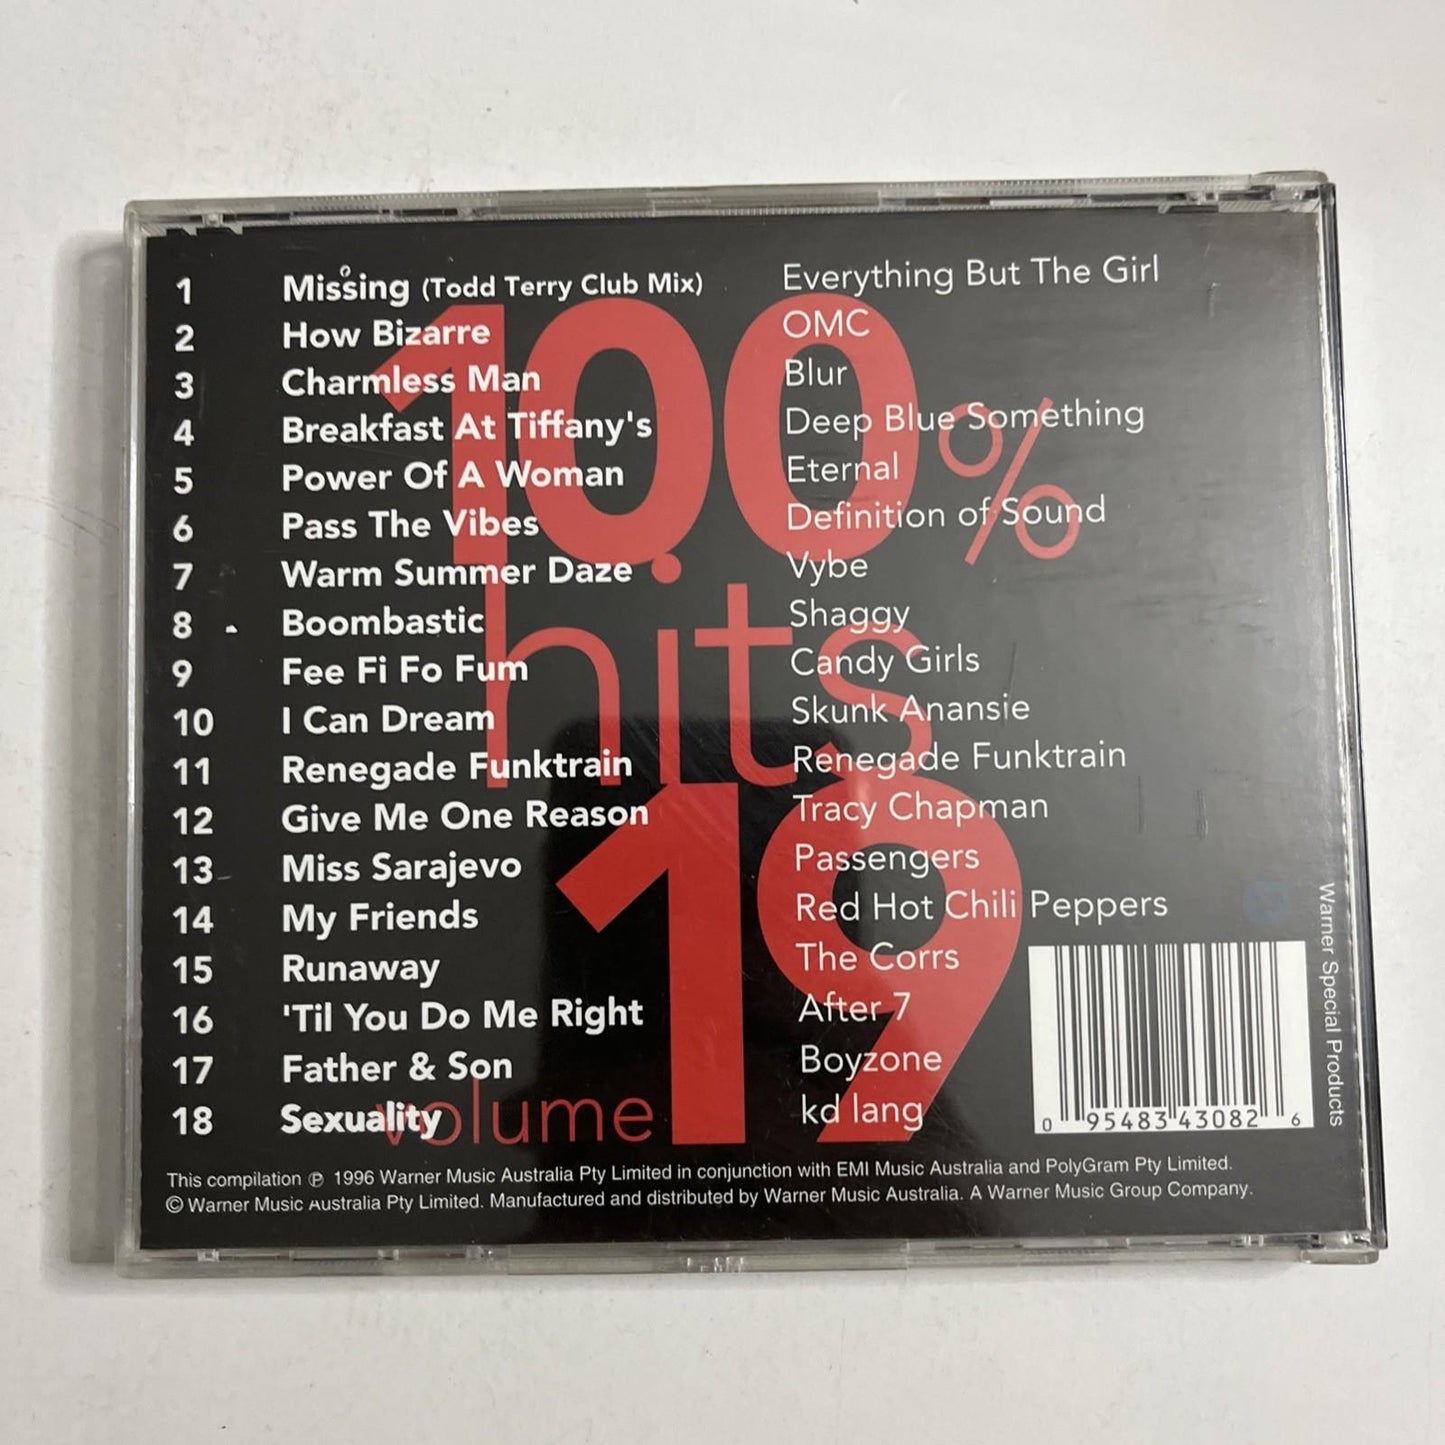 1 Missing (Todd Terry Club Mix) Everything But The Girl
2 How Bizarre OMC
3 Charmless Man Blur
4 Breakfast At Tiffany's Deep Blue Something
5 Power Of A Woman Eternal
6 Pass The Vibes Definition of Sound
7 Warm Summer Daze Vybe
8 Boombastic Shaggy
9 Fee Fi Fo Fum Candy Girls
10 I Can Dream Skunk Anansie
11 Renegade Funktrain Renegade Funktrain
12 Give Me One Reason Tracy Chapman
13 Miss Sarajevo Passengers
14 My Friends Red Hot Chili Peppers
15 Runaway The Corrs
16 'Til You Do Me Right After 7
17 Father & Son Boyzone
18 Sexuality kd lang
100%
hits
volume 19
Warner Special Products
0 95483 43082 6
This compilation ℗ 1996 Warner Music Australia Pty Limited in conjunction with EMI Music Australia and PolyGram Pty Limited.
© Warner Music Australia Pty Limited. Manufactured and distributed by Warner Music Australia. A Warner Music Group Company.